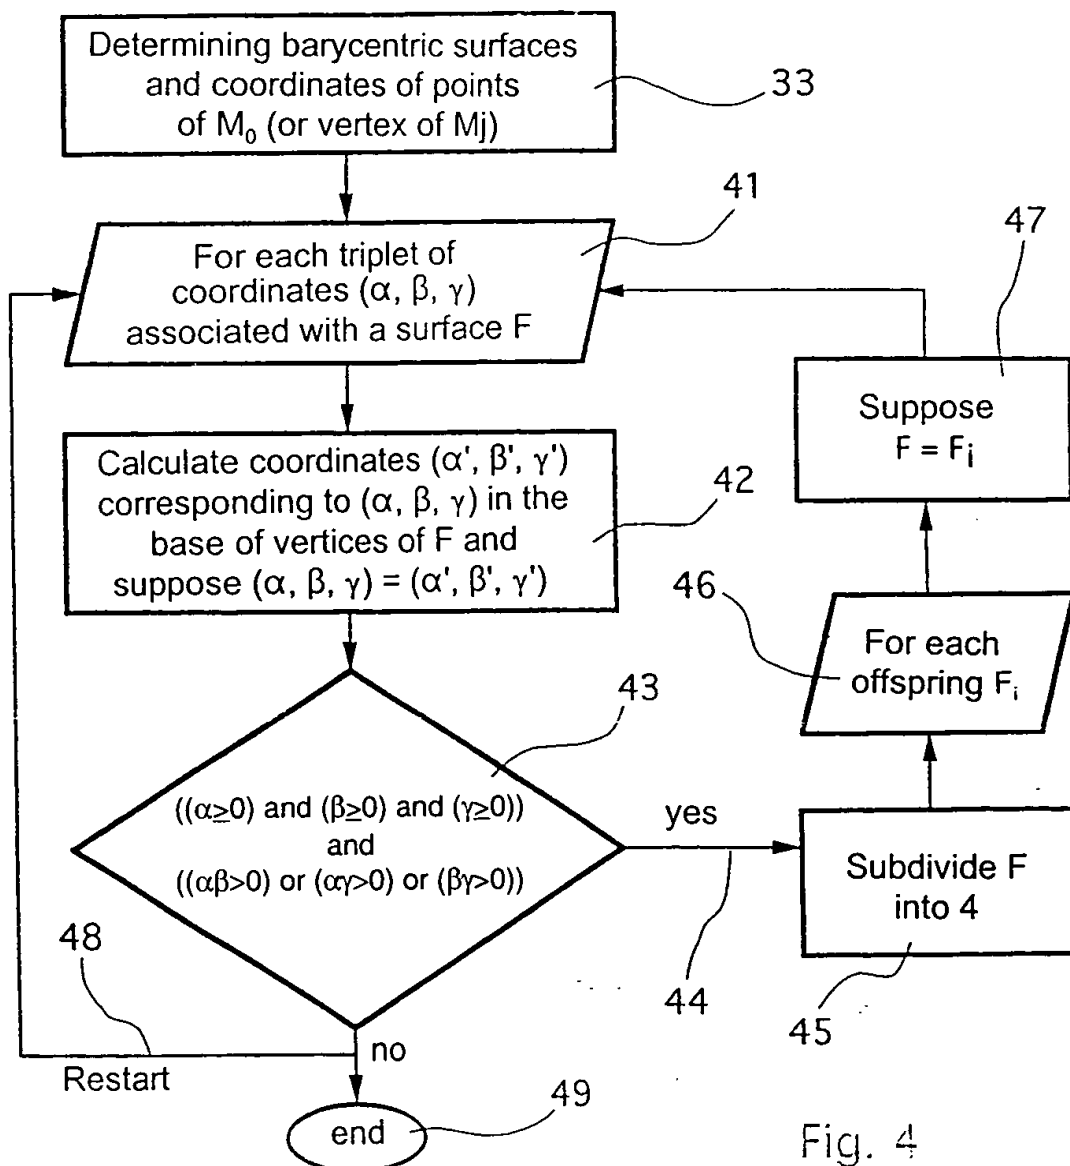 Determining barycentric surfaces
and coordinates of points
of M₀ (or vertex of Mj)
33
41
For each triplet of
coordinates (α, β, γ)
associated with a surface F
47
Suppose
F = Fi
Calculate coordinates (α', β', γ')
corresponding to (α, β, γ) in the
base of vertices of F and
suppose (α, β, γ) = (α', β', γ')
42
46
For each
offspring Fᵢ
43
((α≥0) and (β≥0) and (γ≥0))
and
((αβ>0) or (αγ>0) or (βγ>0))
yes
44
Subdivide F
into 4
45
48
Restart
no
end
49
Fig. 4